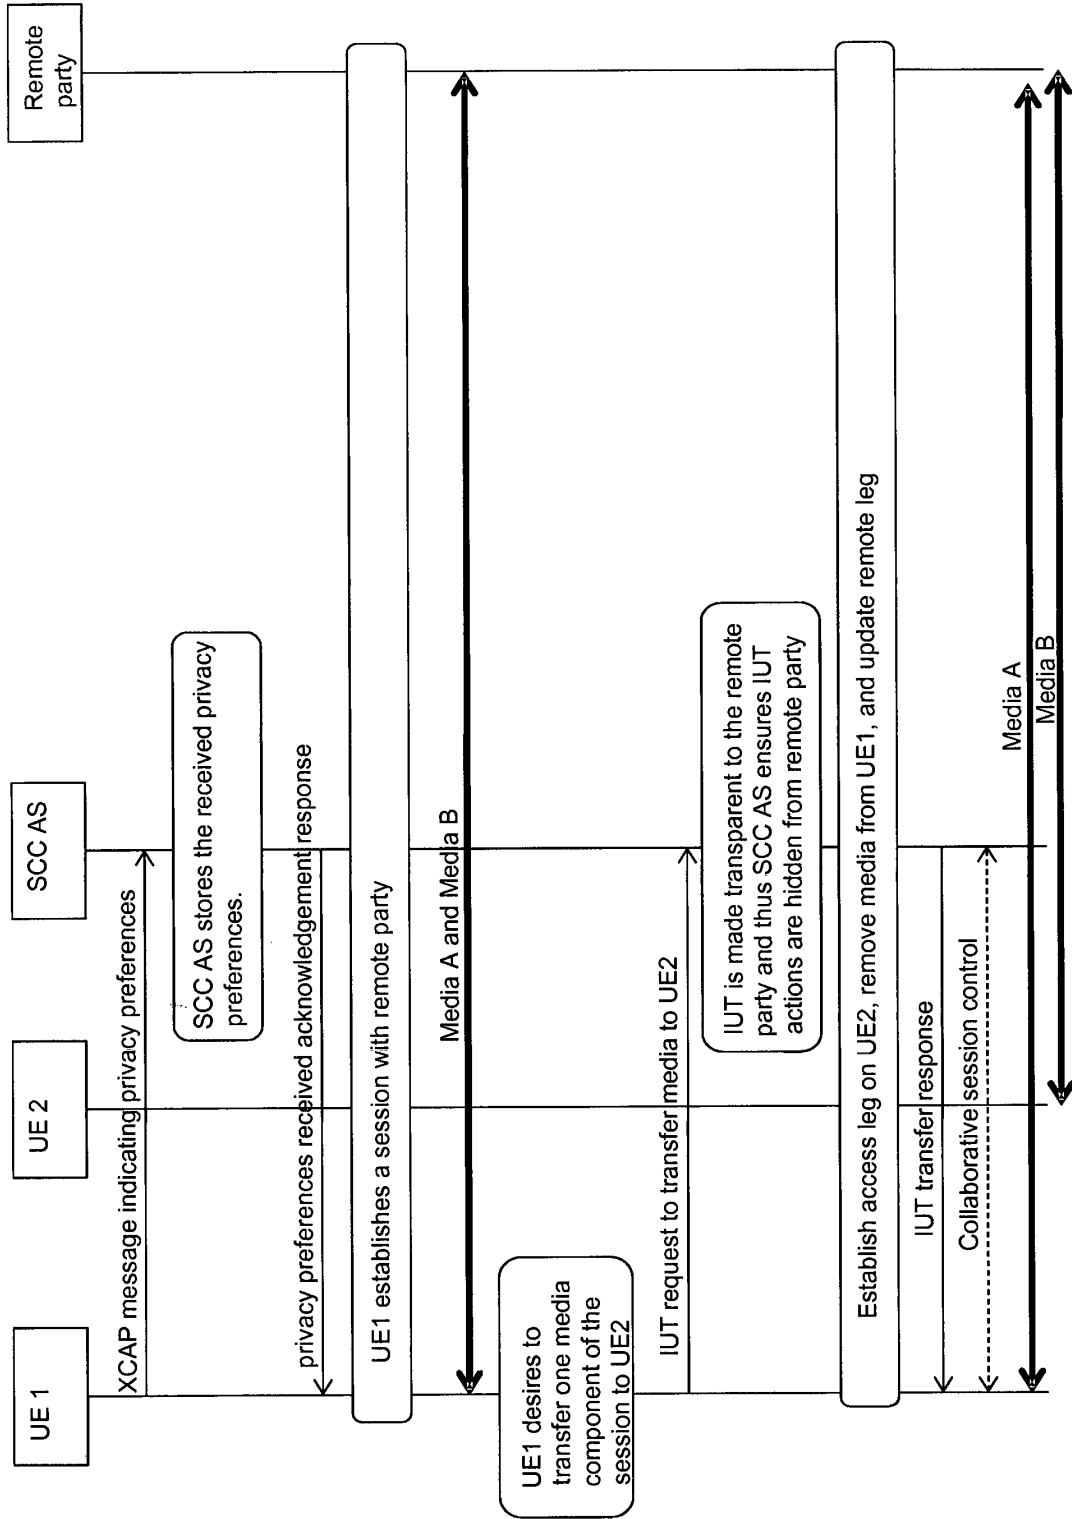 UE 1
UE 2
SCC AS
Remote
party
XCAP message indicating privacy preferences
SCC AS stores the received privacy
preferences.
privacy preferences received acknowledgement response
UE1 establishes a session with remote party
Media A and Media B
UE1 desires to
transfer one media
component of the
session to UE2
IUT request to transfer media to UE2
IUT is made transparent to the remote
party and thus SCC AS ensures IUT
actions are hidden from remote party
Establish access leg on UE2, remove media from UE1, and update remote leg
IUT transfer response
Collaborative session control
Media A
Media B